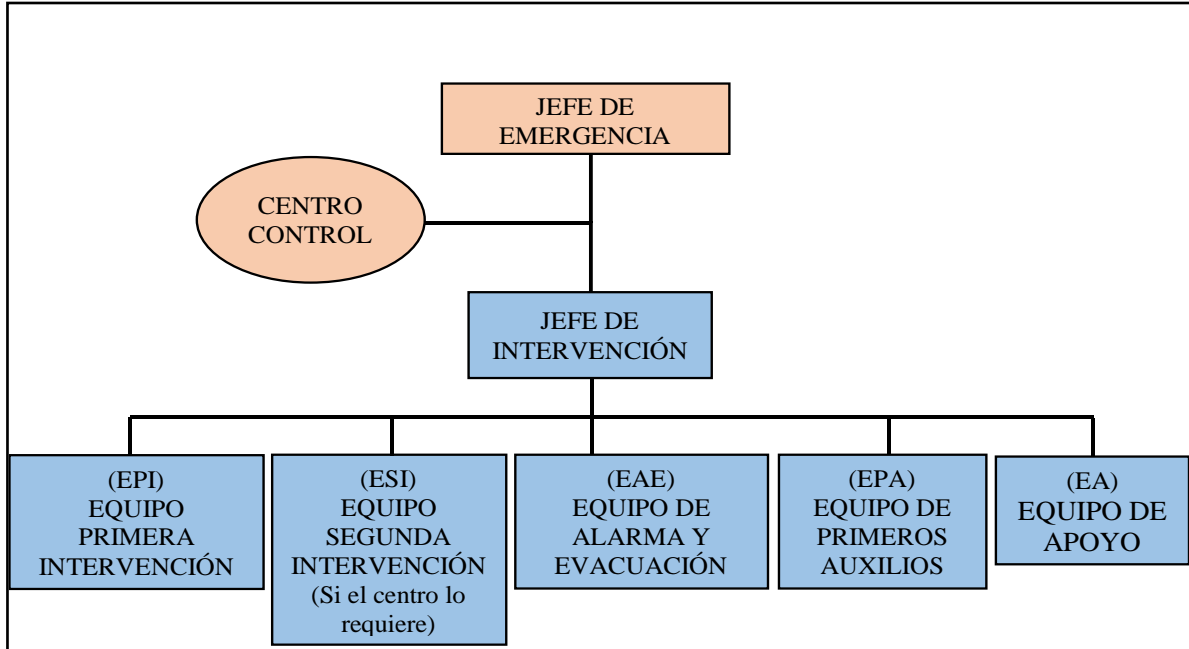 JEFE DE
EMERGENCIA
CENTRO
CONTROL
JEFE DE
INTERVENCIÓN
(EPI)
EQUIPO
PRIMERA
INTERVENCIÓN
(ESI)
EQUIPO
SEGUNDA
INTERVENCIÓN
(Si el centro lo
requiere)
(EAE)
EQUIPO DE
ALARMA Y
EVACUACIÓN
(EPA)
EQUIPO DE
PRIMEROS
AUXILIOS
(EA)
EQUIPO DE
APOYO